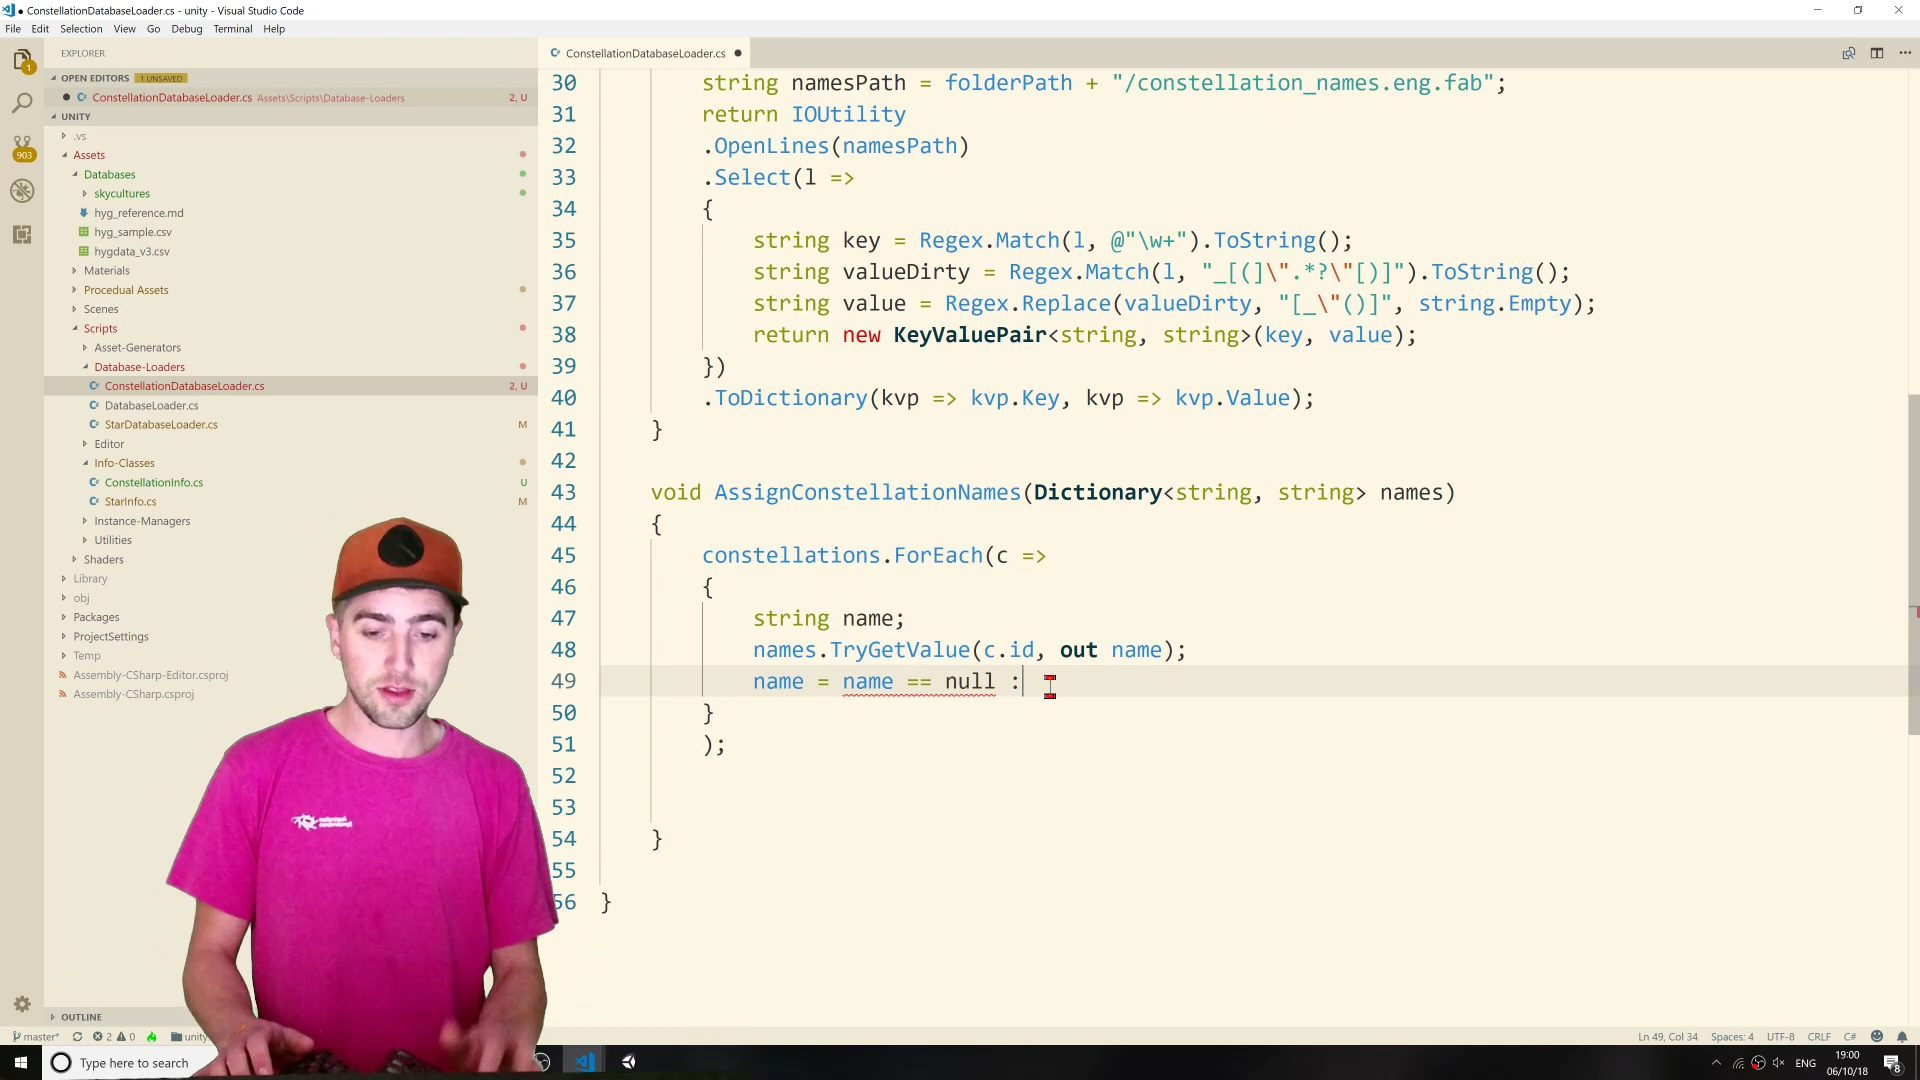 ConstellationDatabaseLoader.cs - unity - Visual Studio Code
File Edit Selection View Go Debug Terminal Help
EXPLORER
OPEN EDITORS 1 UNSAVED
ConstellationDatabaseLoader.cs Assets\Scripts\Database-Loaders 2, U
UNITY
.vs
Assets
Databases
skycultures
hyg_reference.md
hyg_sample.csv
hygdata_v3.csv
Materials
Procedual Assets
Scenes
Scripts
Asset-Generators
Database-Loaders
ConstellationDatabaseLoader.cs 2, U
DatabaseLoader.cs
StarDatabaseLoader.cs M
Editor
Info-Classes
ConstellationInfo.cs U
StarInfo.cs M
Instance-Managers
Utilities
Shaders
Library
obj
Packages
ProjectSettings
Temp
Assembly-CSharp-Editor.csproj
Assembly-CSharp.csproj
OUTLINE
1
903
ConstellationDatabaseLoader.cs
30 string namesPath = folderPath + "/constellation_names.eng.fab";
31 return IOUtility
32 .OpenLines(namesPath)
33 .Select(l =>
34 {
35 string key = Regex.Match(l, @"\w+").ToString();
36 string valueDirty = Regex.Match(l, "_[(]\".*?\"[)]").ToString();
37 string value = Regex.Replace(valueDirty, "[_\"()]", string.Empty);
38 return new KeyValuePair<string, string>(key, value);
39 })
40 .ToDictionary(kvp => kvp.Key, kvp => kvp.Value);
41 }
42
43 void AssignConstellationNames(Dictionary<string, string> names)
44 {
45 constellations.ForEach(c =>
46 {
47 string name;
48 names.TryGetValue(c.id, out name);
49 name = name == null :
50 }
51 );
52
53
54 }
55
56 }
master* 2 0 unity
Ln 49, Col 34 Spaces: 4 UTF-8 CRLF C#
Type here to search
ENG 19:00 06/10/18 8